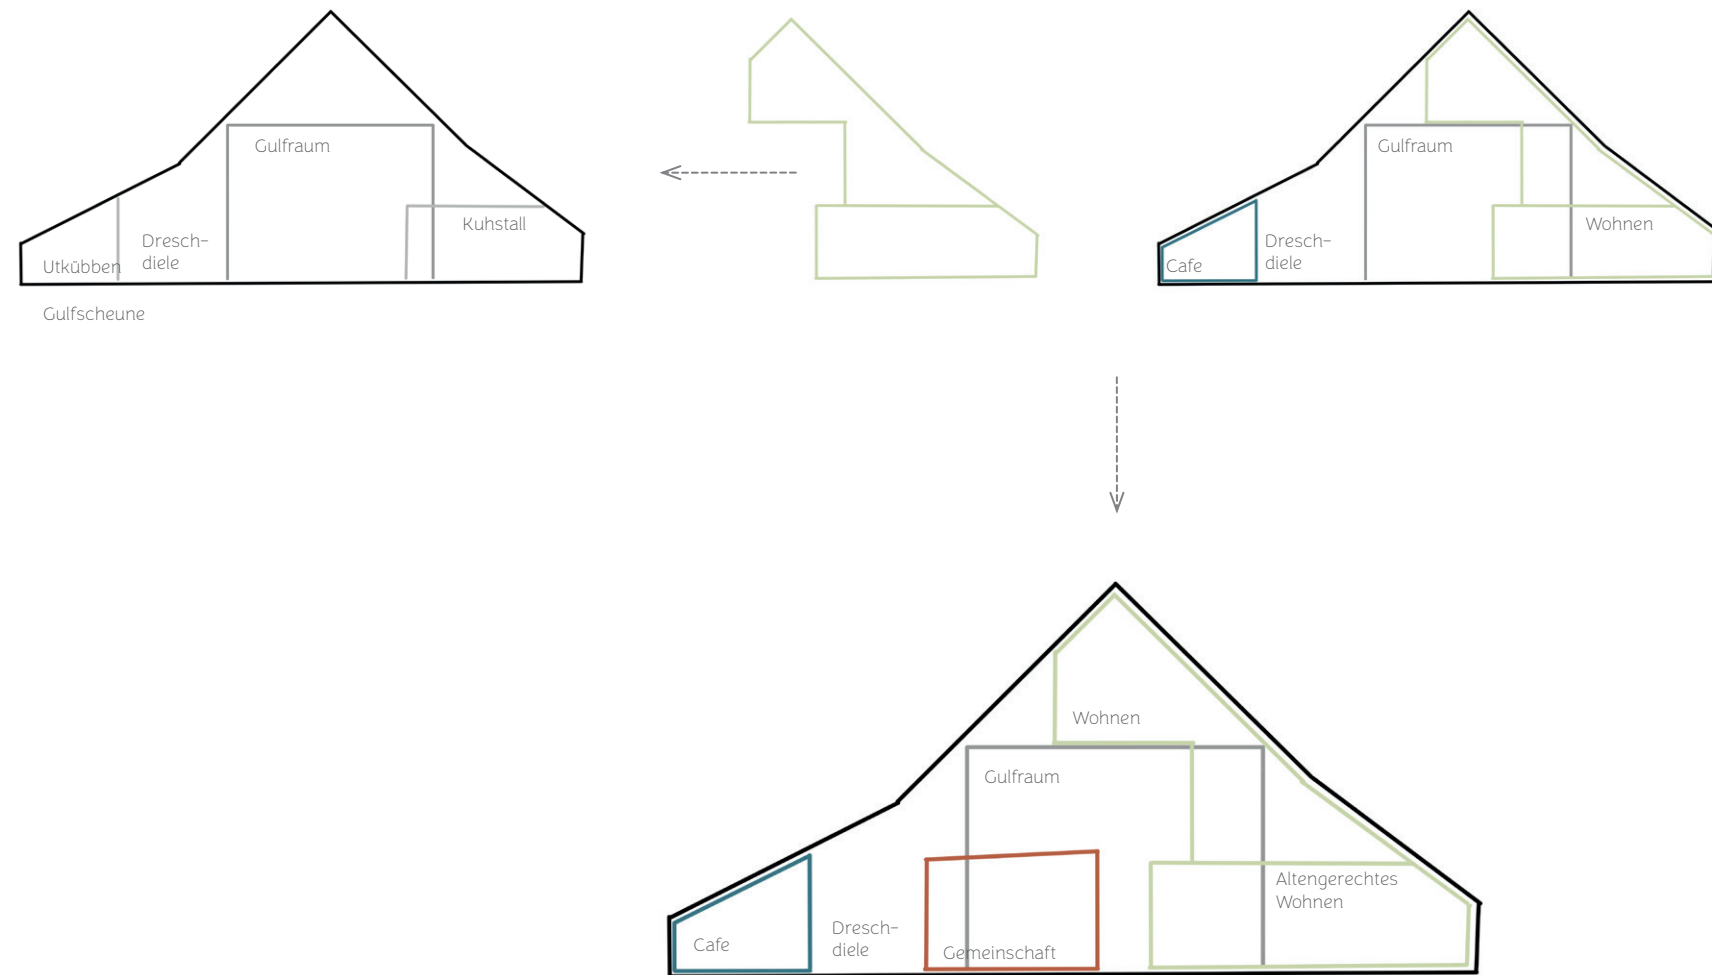 Gulfraum
Kuhstall
Dresch-
diele
Utkübben
Gulfscheune
Gulfraum
Wohnen
Dresch-
diele
Cafe
Wohnen
Gulfraum
Altengerechtes
Wohnen
Dresch-
diele
Cafe
Gemeinschaft